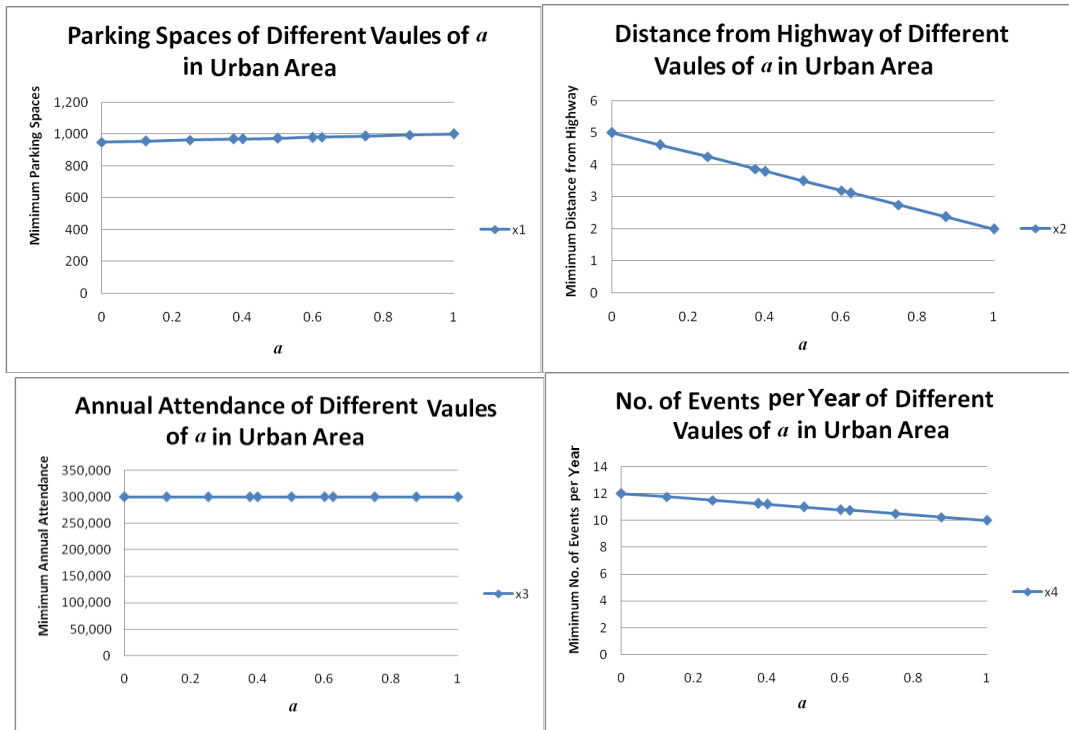 Parking Spaces of Different Vaules of a
in Urban Area
Mimimum Parking Spaces
1,200
1,000
800
600
400
200
0
0 0.2 0.4 0.6 0.8 1
a
x1
Distance from Highway of Different
Vaules of a in Urban Area
Mimimum Distance from Highway
6
5
4
3
2
1
0
0 0.2 0.4 0.6 0.8 1
a
x2
Annual Attendance of Different Vaules
of a in Urban Area
Mimimum Annual Attendance
350,000
300,000
250,000
200,000
150,000
100,000
50,000
0
0 0.2 0.4 0.6 0.8 1
a
x3
No. of Events per Year of Different
Vaules of a in Urban Area
Mimimum No. of Events per Year
14
12
10
8
6
4
2
0
0 0.2 0.4 0.6 0.8 1
a
x4